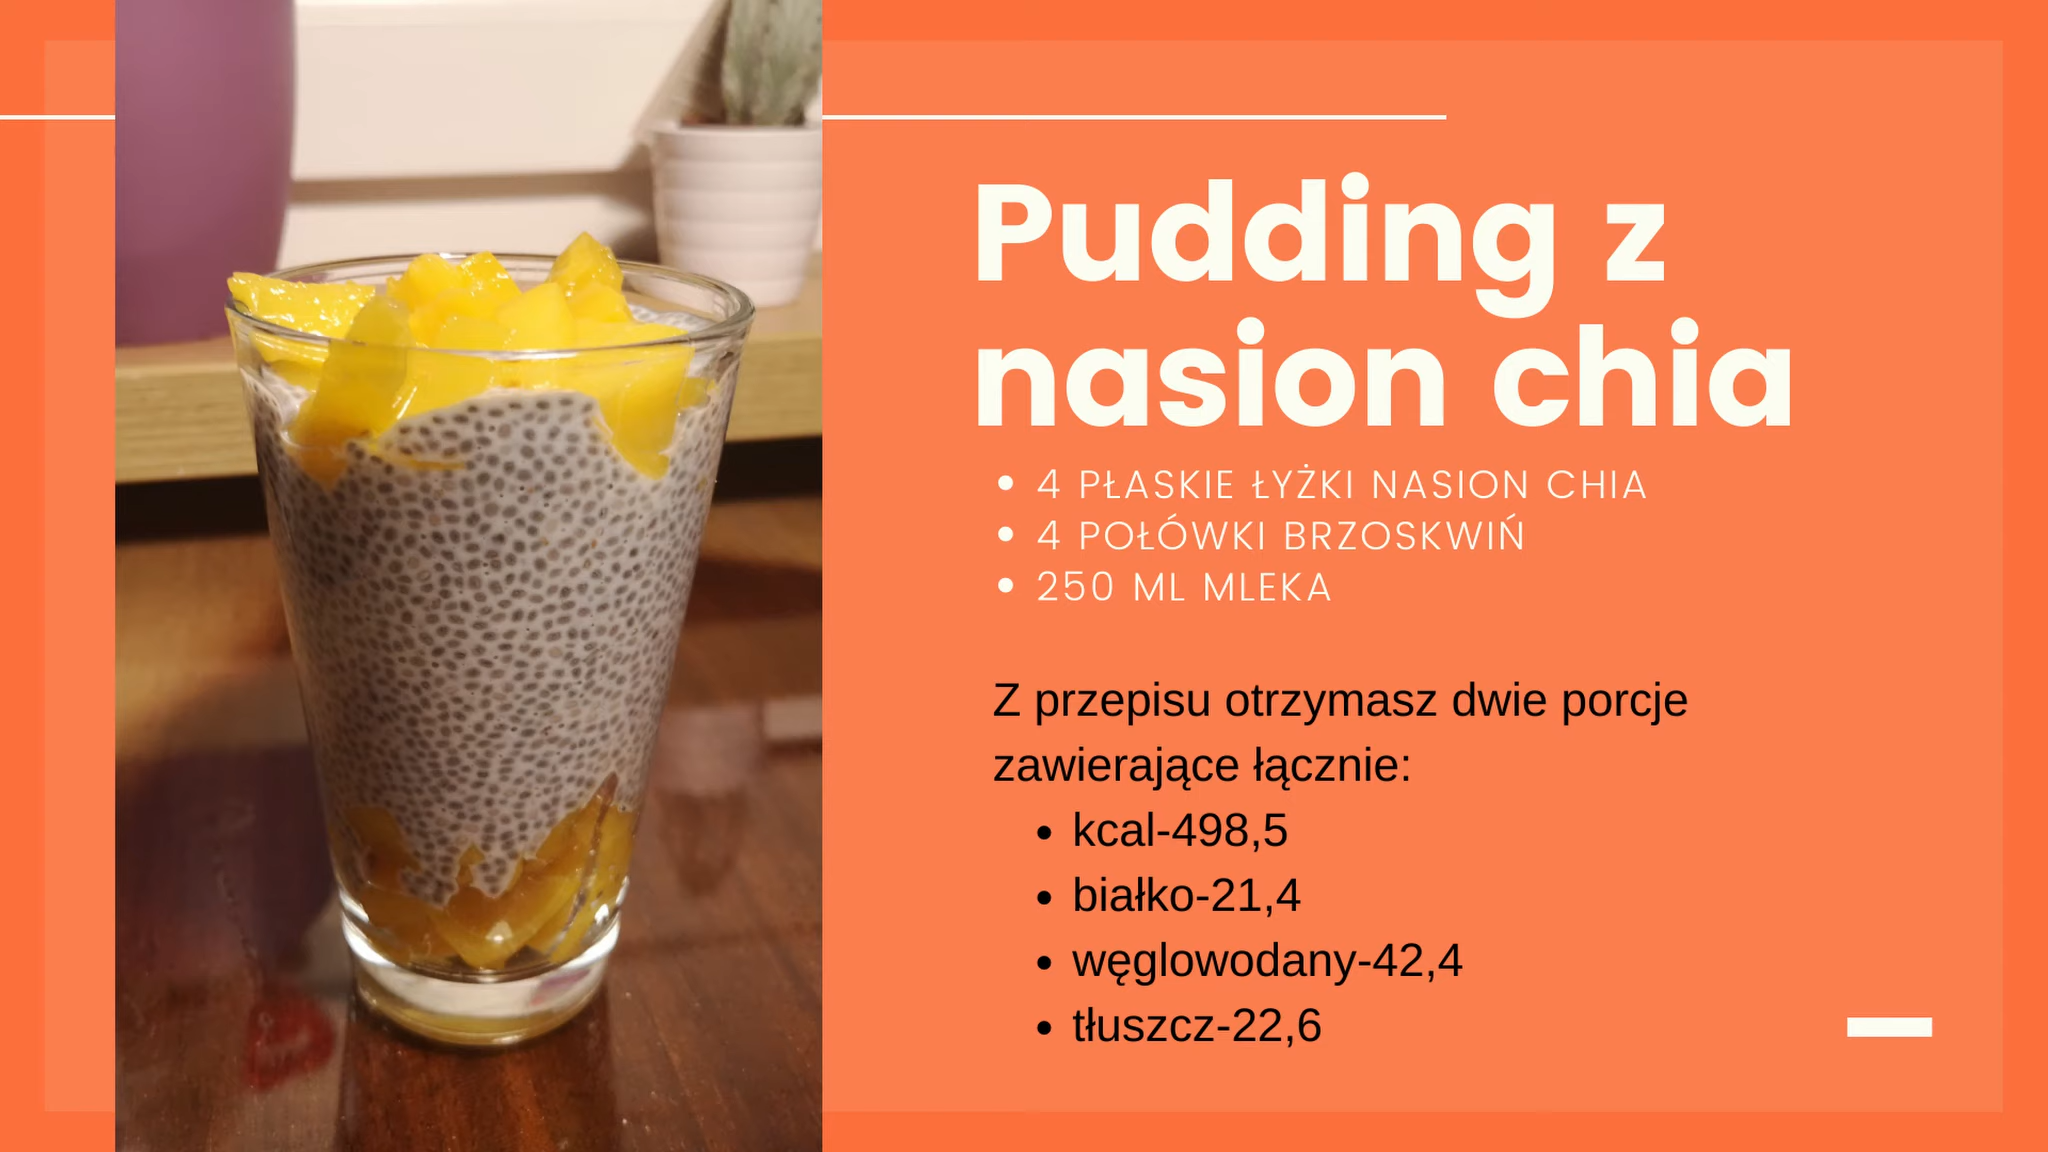 Pudding z
nasion chia
• 4 PŁASKIE ŁYŻKI NASION CHIA
• 4 POŁÓWKI BRZOSKWIŃ
• 250 ML MLEKA
Z przepisu otrzymasz dwie porcje
zawierające łącznie:
• kcal-498,5
• białko-21,4
• węglowodany-42,4
• tłuszcz-22,6